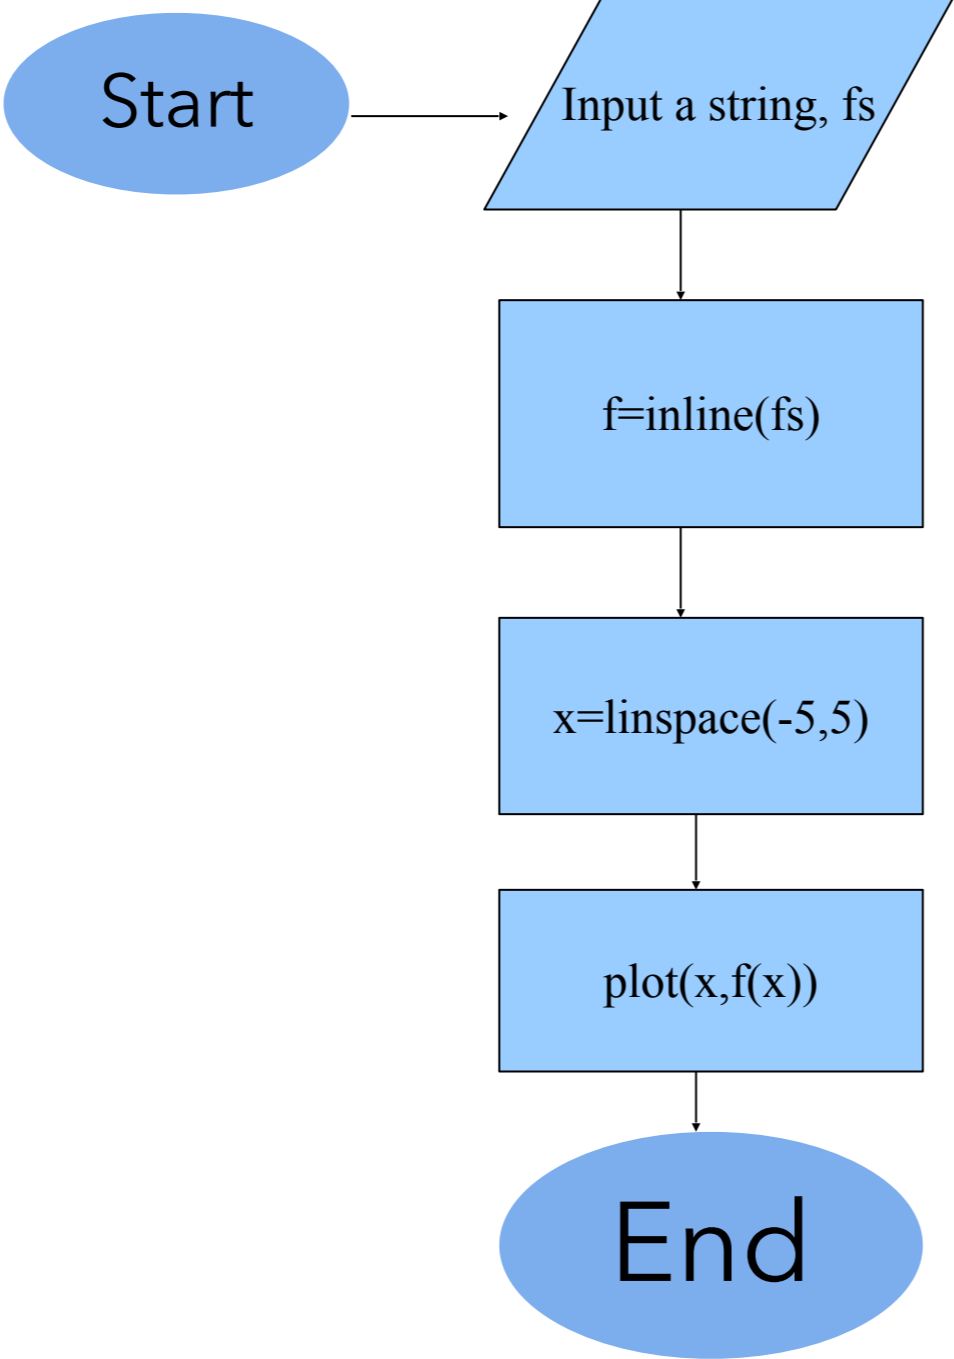 Start
Input a string, fs
f=inline(fs)
x=linspace(-5,5)
plot(x,f(x))
End